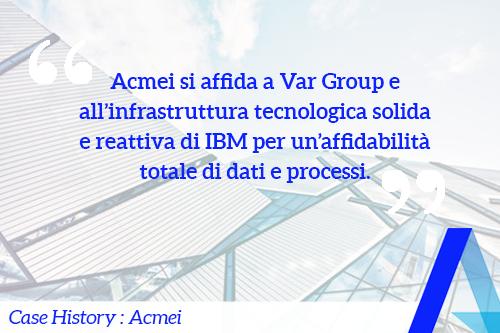 Acmei si affida a Var Group e
all’infrastruttura tecnologica solida
e reattiva di IBM per un’affidabilità
totale di dati e processi.
Case History : Acmei